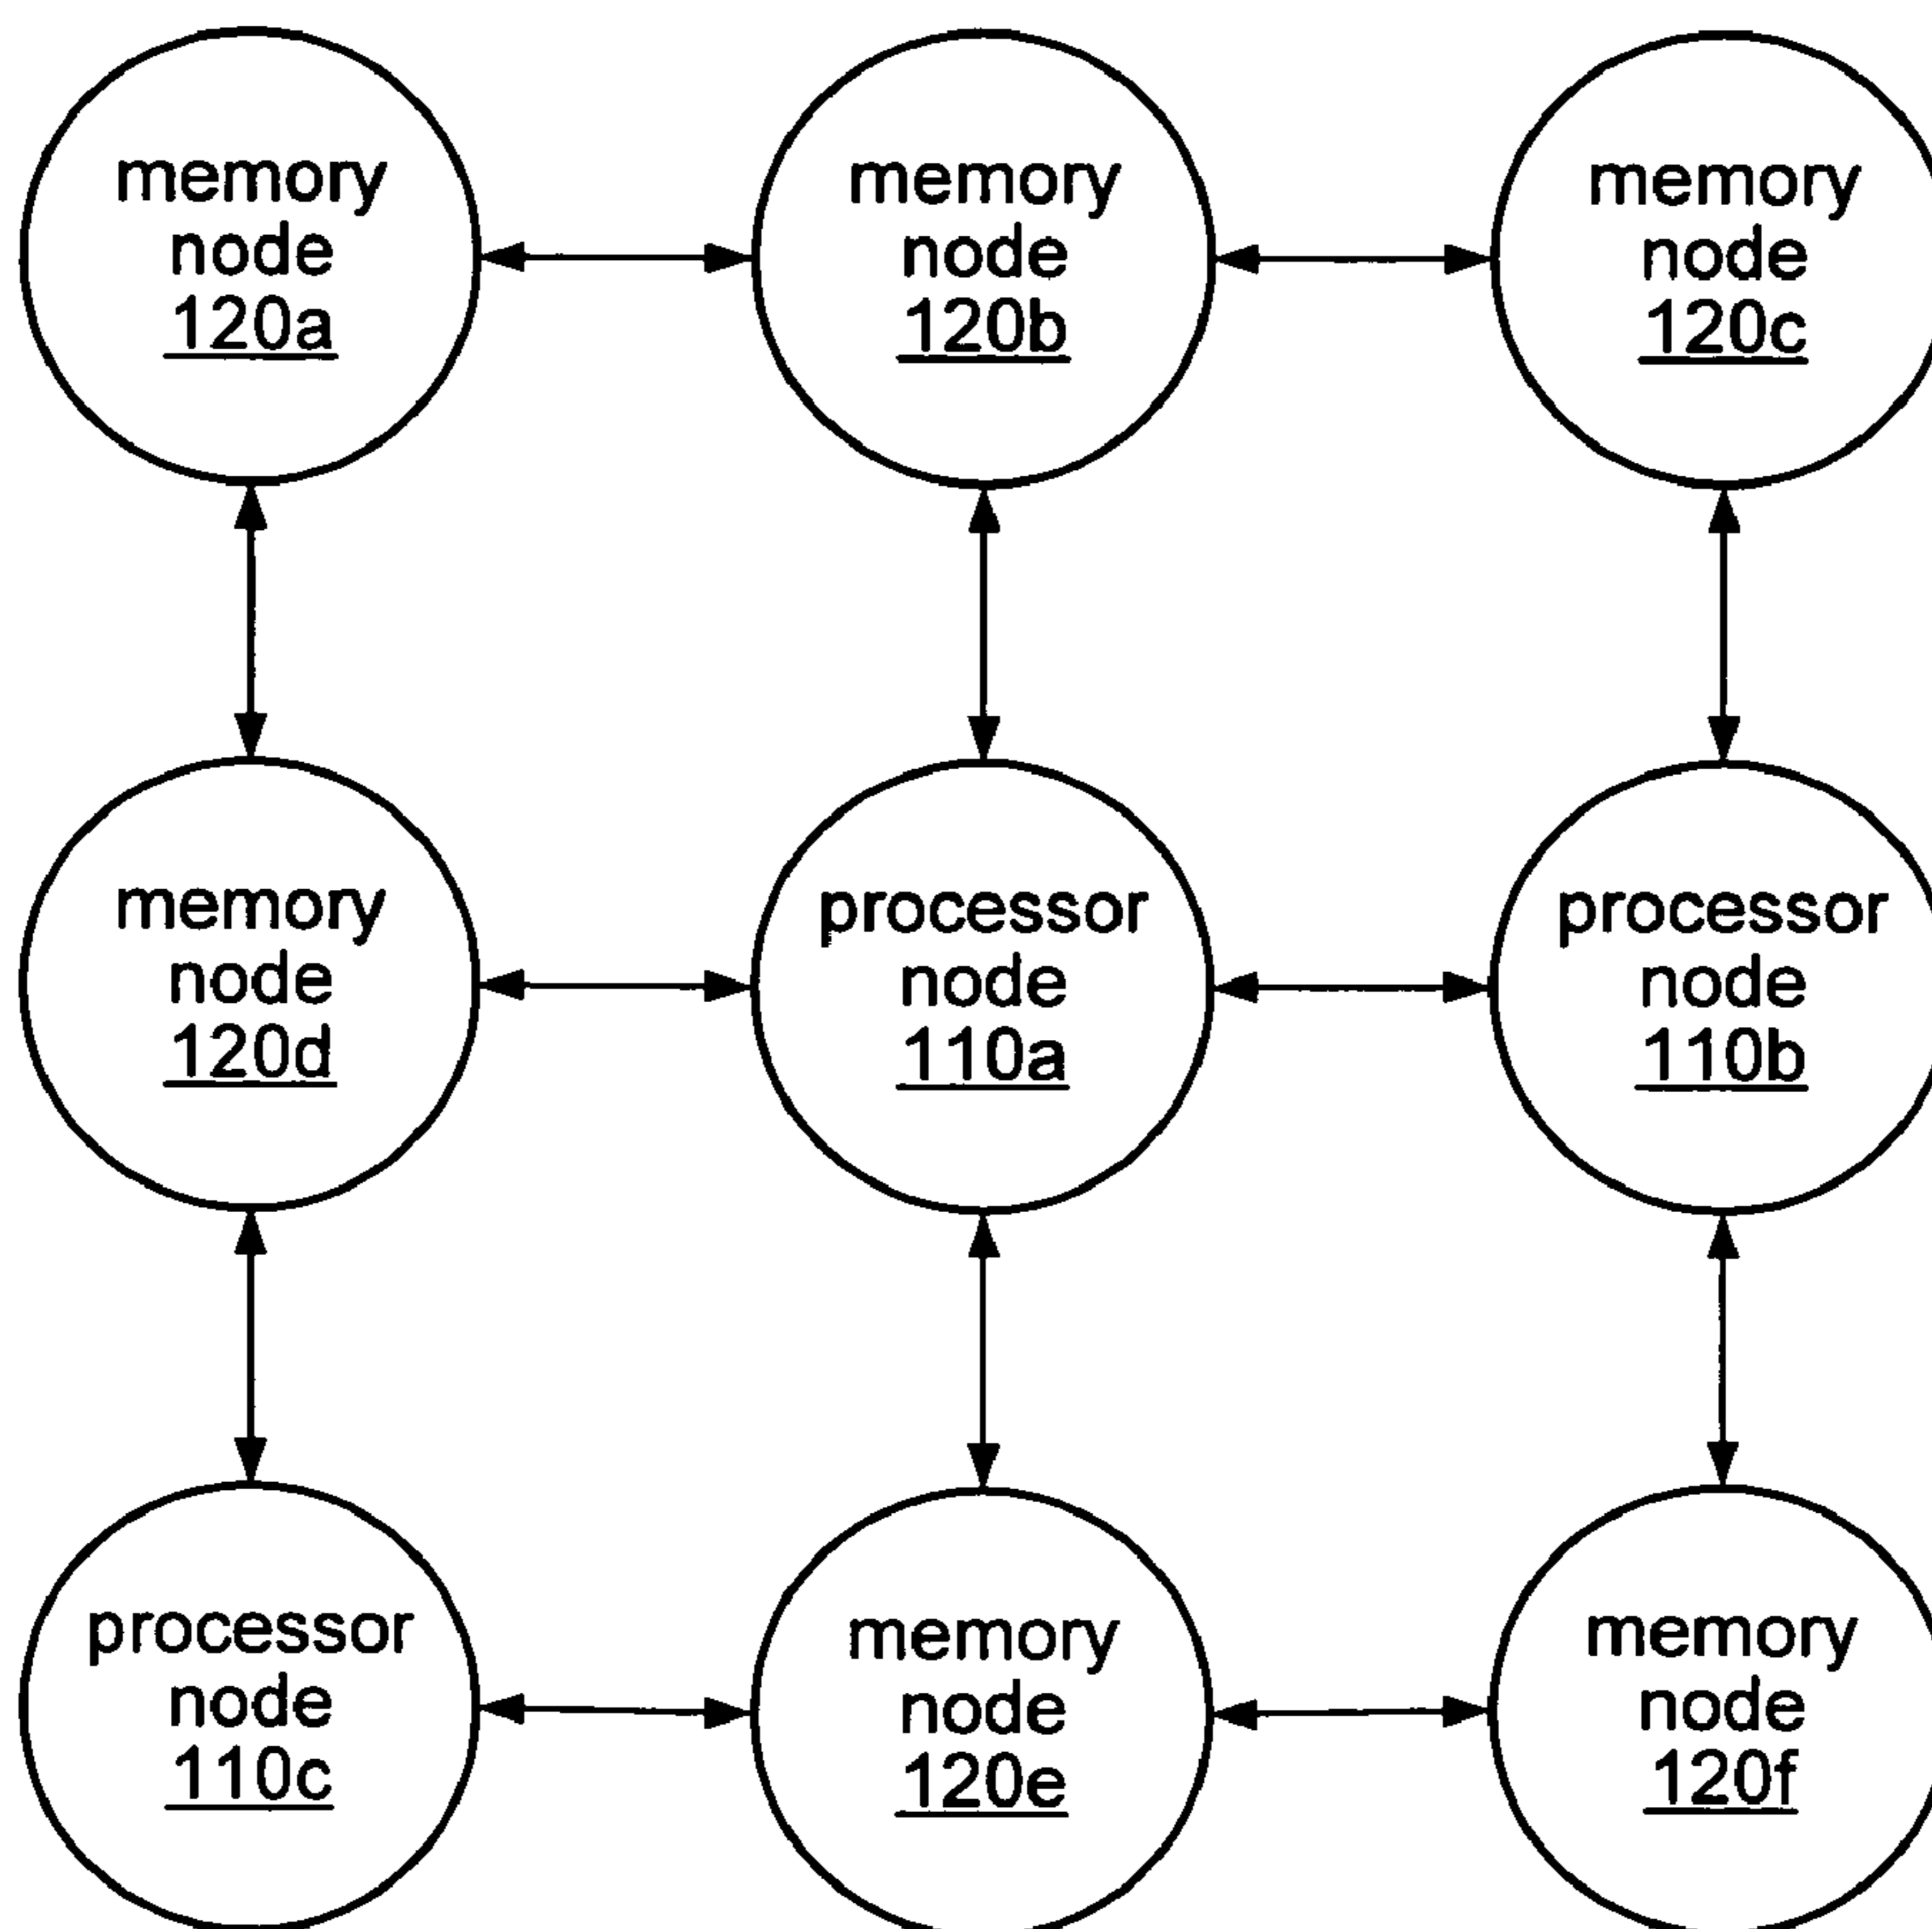 memory
node
120a
memory
node
120b
memory
node
120c
memory
node
120d
processor
node
110a
processor
node
110b
processor
node
110c
memory
node
120e
memory
node
120f